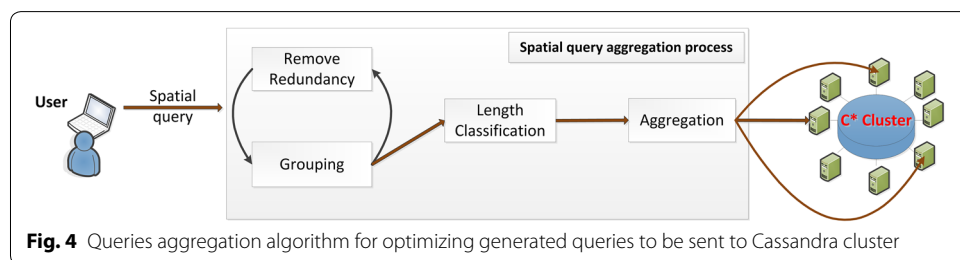 Spatial query aggregation process
User
Spatial
query
Remove
Redundancy
Grouping
Length
Classification
Aggregation
C* Cluster
Fig. 4 Queries aggregation algorithm for optimizing generated queries to be sent to Cassandra cluster